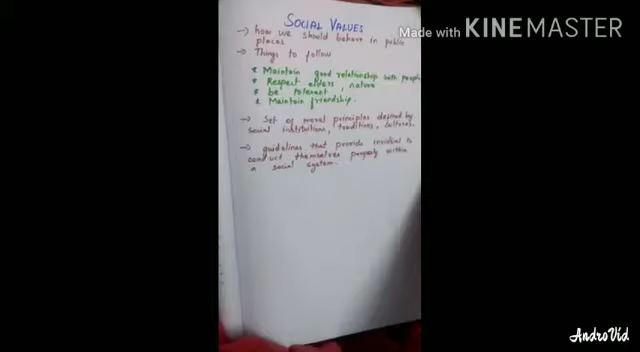 Made with KINEMASTER
SOCIAL VALUES
→ how we should behave in public
places
→ Things to follow
* Maintain good relationship with people
* Respect elders, nature
* be tolerant,
* Maintain friendship.
→ Set of moral principles defined by
social institutions, traditions, cultures.
→ guidelines that provide invidial to
conduct themselves properly within
a social system.
AndroVid